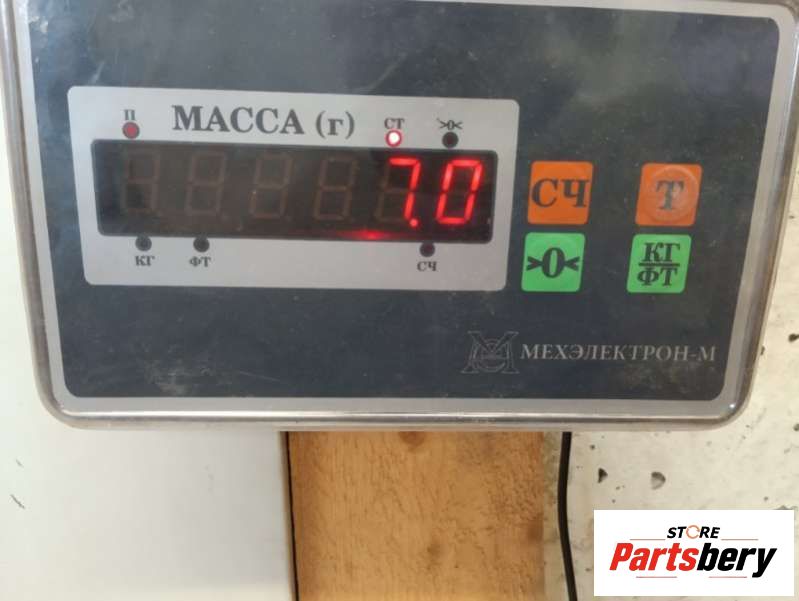 П
МАССА (г)
СТ
>0<
7.0
КГ
ФТ
СЧ
СЧ
Т
>0<
КГ
ФТ
МЕХЭЛЕКТРОН-М
STORE
Partsbery